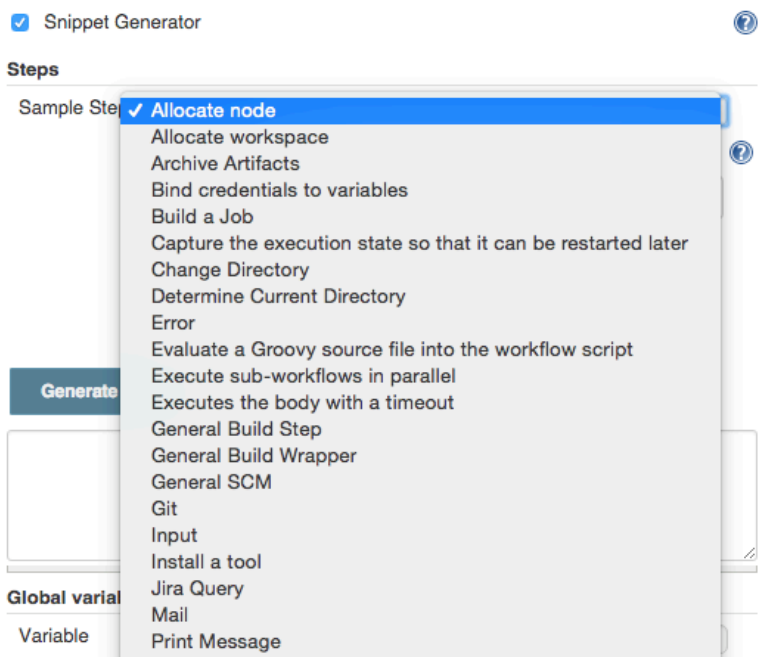 Snippet Generator
Steps
Sample Step
✓ Allocate node
Allocate workspace
Archive Artifacts
Bind credentials to variables
Build a Job
Capture the execution state so that it can be restarted later
Change Directory
Determine Current Directory
Error
Evaluate a Groovy source file into the workflow script
Execute sub-workflows in parallel
Generate
Executes the body with a timeout
General Build Step
General Build Wrapper
General SCM
Git
Input
Install a tool
Jira Query
Global variab
Mail
Variable
Print Message